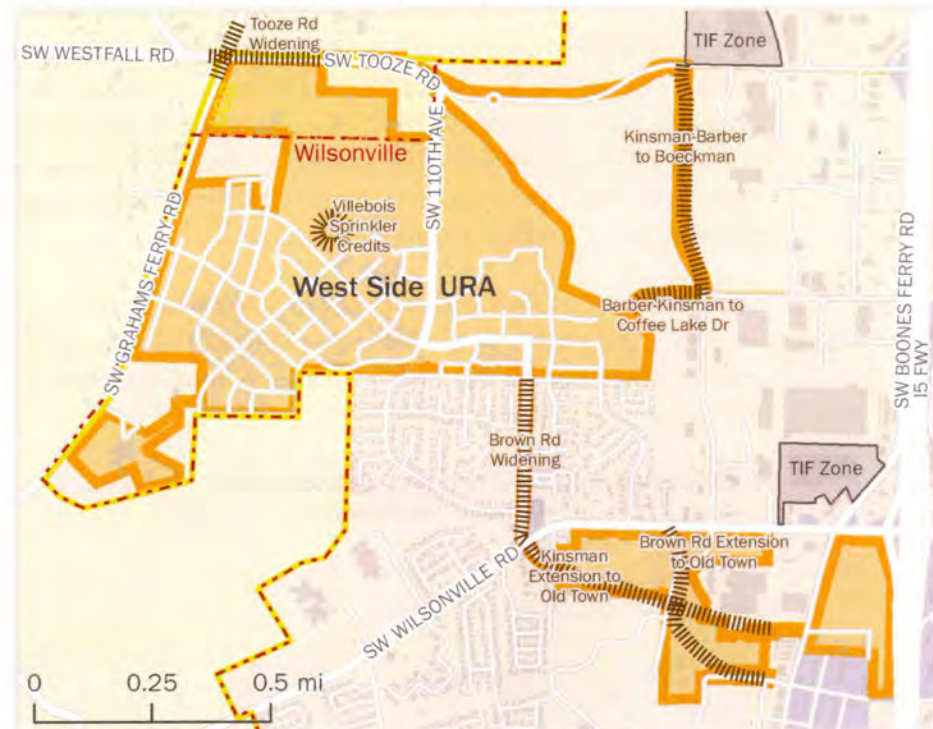 Tooze Rd
Widening
TIF Zone
SW WESTFALL RD
SW TOOZE RD
Kinsman-Barber
to Boeckman
Wilsonville
SW 110TH AVE
SW GRAHAMS FERRY RD
Villebois
Sprinkler
Credits
West Side URA
Barber-Kinsman to
Coffee Lake Dr
SW BOONES FERRY RD
I5 FWY
Brown Rd
Widening
TIF Zone
Brown Rd Extension
to Old Town
Kinsman
Extension to
Old Town
SW WILSONVILLE RD
0 0.25 0.5 mi